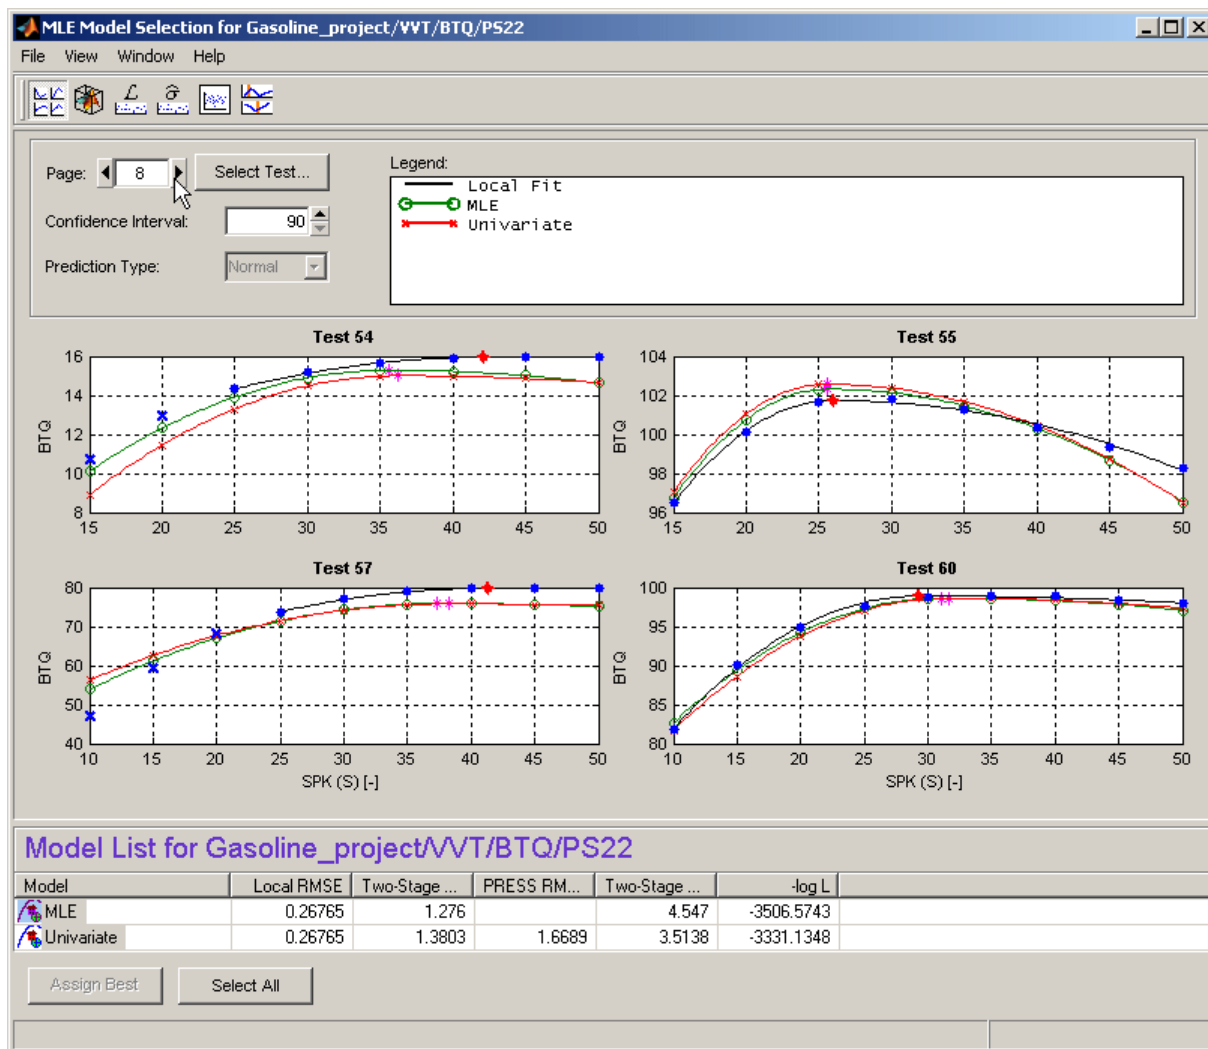 MLE Model Selection for Gasoline_project/VVT/BTQ/PS22
File View Window Help
Page: 8 Select Test...
Confidence Interval: 90
Prediction Type: Normal
Legend:
Local Fit
MLE
Univariate
Test 54
BTQ
16
14
12
10
8
15 20 25 30 35 40 45 50
Test 55
BTQ
104
102
100
98
96
15 20 25 30 35 40 45 50
Test 57
BTQ
80
70
60
50
40
10 15 20 25 30 35 40 45 50
SPK (S) [-]
Test 60
BTQ
100
95
90
85
80
10 15 20 25 30 35 40 45 50
SPK (S) [-]
Model List for Gasoline_project/VVT/BTQ/PS22
Model Local RMSE Two-Stage ... PRESS RM... Two-Stage ... -log L
MLE 0.26765 1.276 4.547 -3506.5743
Univariate 0.26765 1.3803 1.6689 3.5138 -3331.1348
Assign Best Select All